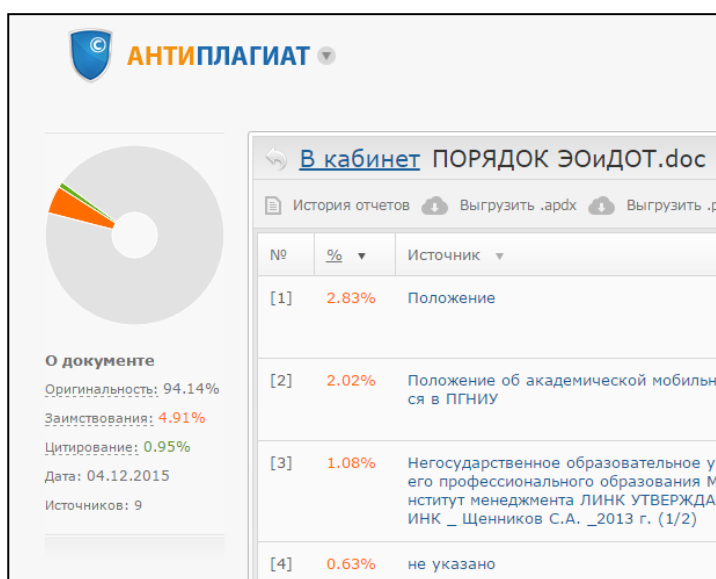 ©
АНТИПЛАГИАТ
В кабинет ПОРЯДОК ЭОиДОТ.doc
История отчетов Выгрузить .apdx Выгрузить
№ % Источник
[1] 2.83% Положение
[2] 2.02% Положение об академической
ся в ПГНИУ
[3] 1.08% Негосударственное образовательное
его профессионального образования
нститут менеджмента ЛИНК
ИНК _ Щенников С.А. _2013 г. (1/2)
[4] 0.63% не указано
О документе
Оригинальность: 94.14%
Заимствования: 4.91%
Цитирование: 0.95%
Дата: 04.12.2015
Источников: 9